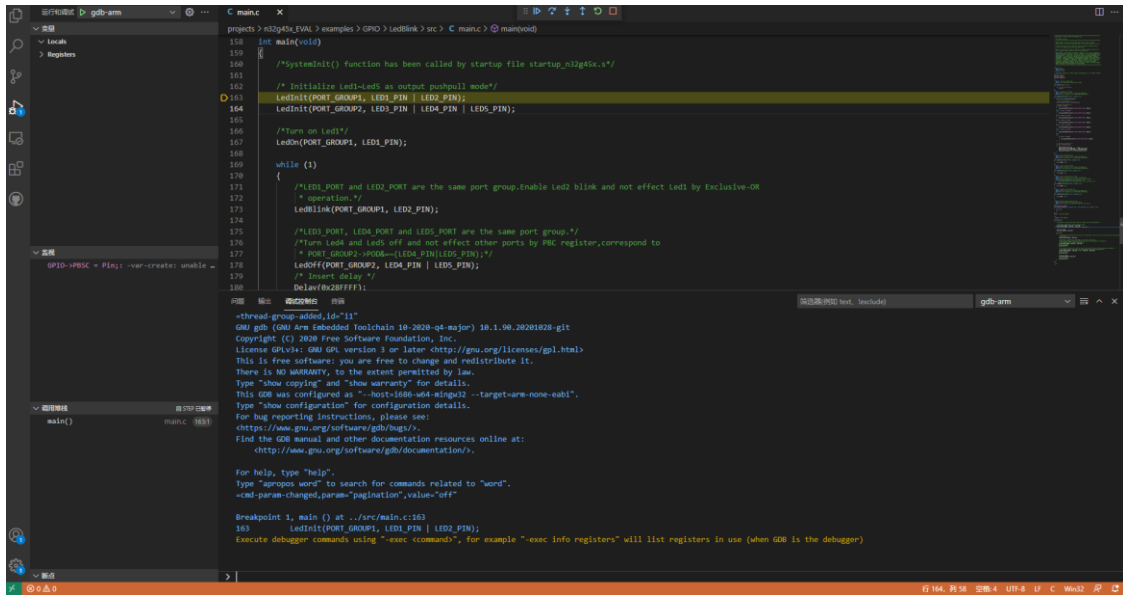 运行和调试 gdb-arm
变量
Locals
Registers
监视
GPIO->PBSC = Pin;: -var-create: unable …
调用堆栈
因 STEP 已暂停
main() main.c 163:1
断点
C main.c ×
projects > n32g45x_EVAL > examples > GPIO > LedBlink > src > C main.c > main(void)
158 int main(void)
159 {
160 /*SystemInit() function has been called by startup file startup_n32g45x.s*/
161
162 /* Initialize Led1~Led5 as output pushpull mode*/
163 LedInit(PORT_GROUP1, LED1_PIN | LED2_PIN);
164 LedInit(PORT_GROUP2, LED3_PIN | LED4_PIN | LED5_PIN);
165
166 /*Turn on Led1*/
167 LedOn(PORT_GROUP1, LED1_PIN);
168
169 while (1)
170 {
171 /*LED1_PORT and LED2_PORT are the same port group.Enable Led2 blink and not effect Led1 by Exclusive-OR
172 * operation.*/
173 LedBlink(PORT_GROUP1, LED2_PIN);
174
175 /*LED3_PORT, LED4_PORT and LED5_PORT are the same port group.*/
176 /*Turn Led4 and Led5 off and not effect other ports by PBC register,correspond to
177 * PORT_GROUP2->POD&=~(LED4_PIN|LED5_PIN);*/
178 LedOff(PORT_GROUP2, LED4_PIN | LED5_PIN);
179 /* Insert delay */
180 Delay(0x28FFFF);
问题 输出 调试控制台 终端
筛选器(例如 text、!exclude) gdb-arm
=thread-group-added,id="i1"
GNU gdb (GNU Arm Embedded Toolchain 10-2020-q4-major) 10.1.90.20201028-git
Copyright (C) 2020 Free Software Foundation, Inc.
License GPLv3+: GNU GPL version 3 or later <http://gnu.org/licenses/gpl.html>
This is free software: you are free to change and redistribute it.
There is NO WARRANTY, to the extent permitted by law.
Type "show copying" and "show warranty" for details.
This GDB was configured as "--host=i686-w64-mingw32 --target=arm-none-eabi".
Type "show configuration" for configuration details.
For bug reporting instructions, please see:
<https://www.gnu.org/software/gdb/bugs/>.
Find the GDB manual and other documentation resources online at:
<http://www.gnu.org/software/gdb/documentation/>.
For help, type "help".
Type "apropos word" to search for commands related to "word".
=cmd-param-changed,param="pagination",value="off"
Breakpoint 1, main () at ../src/main.c:163
163 LedInit(PORT_GROUP1, LED1_PIN | LED2_PIN);
Execute debugger commands using "-exec <command>", for example "-exec info registers" will list registers in use (when GDB is the debugger)
>
0 0
行 164, 列 58 空格: 4 UTF-8 LF C Win32